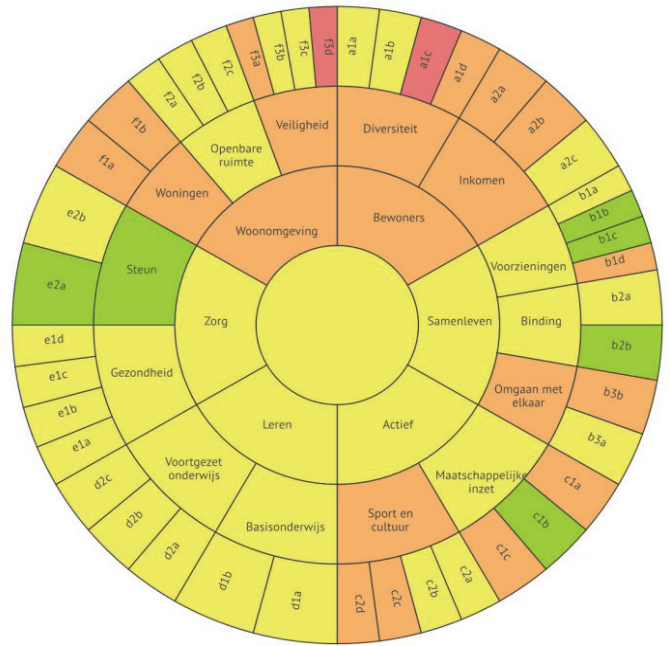 a1a
a1b
a1c
a1d
a2a
a2b
a2c
b1a
b1b
b1c
b1d
b2a
b2b
b3b
b3a
c1a
c1b
c1c
c2a
c2b
c2c
c2d
d1a
d1b
d2a
d2b
d2c
e1a
e1b
e1c
e1d
e2a
e2b
f1a
f1b
f2a
f2b
f2c
f3a
f3b
f3c
f3d
Diversiteit
Inkomen
Voorzieningen
Binding
Omgaan met
elkaar
Maatschappelijke
inzet
Sport en
cultuur
Basisonderwijs
Voortgezet
onderwijs
Gezondheid
Steun
Woningen
Openbare
ruimte
Veiligheid
Bewoners
Samenleven
Actief
Leren
Zorg
Woonomgeving